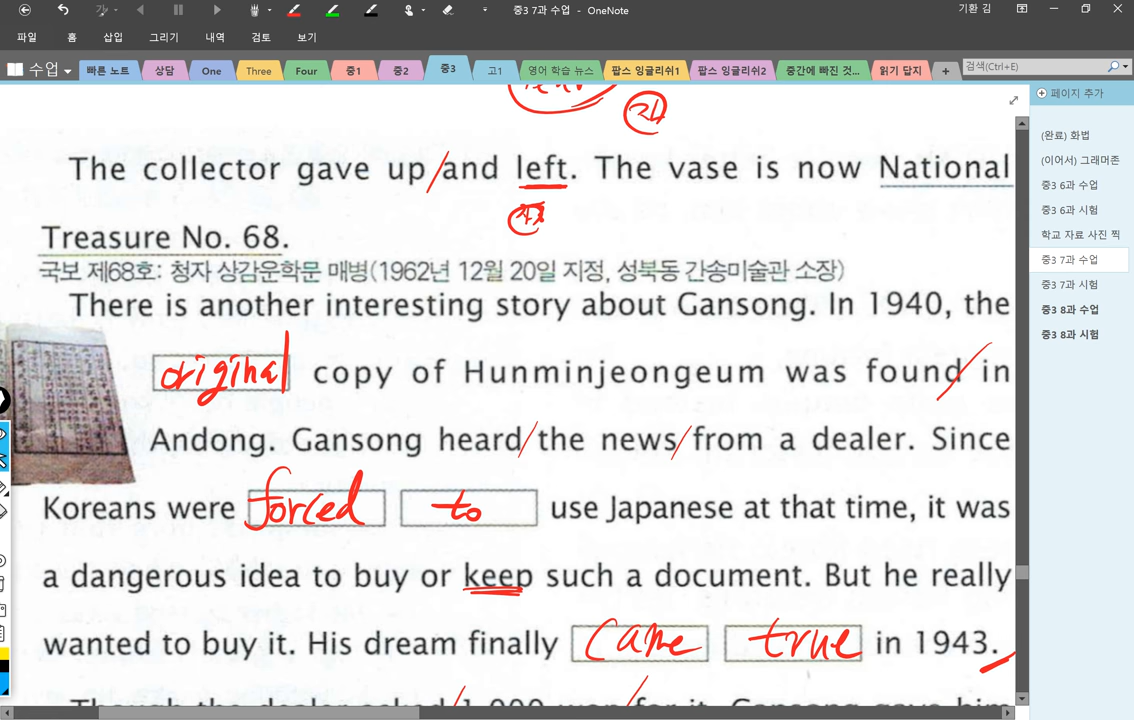 중3 7과 수업 - OneNote
기환 김
파일 홈 삽입 그리기 내역 검토 보기
수업 빠른 노트 상담 One Three Four 중1 중2 중3 고1 영어 학습 뉴스 팝스 잉글리쉬1 팝스 잉글리쉬2 중간에 빠진 것... 읽기 답지 + 검색(Ctrl+E)
페이지 추가
(완료) 화법
(이어서) 그래머존
중3 6과 수업
중3 6과 시험
학교 자료 사진 찍
중3 7과 수업
중3 7과 시험
중3 8과 수업
중3 8과 시험
The collector gave up / and left. The vase is now National
Treasure No. 68.
국보 제68호: 청자 상감운학문 매병(1962년 12월 20일 지정, 성북동 간송미술관 소장)
There is another interesting story about Gansong. In 1940, the
original copy of Hunminjeongeum was found / in
Andong. Gansong heard / the news / from a dealer. Since
Koreans were forced to use Japanese at that time, it was
a dangerous idea to buy or keep such a document. But he really
wanted to buy it. His dream finally came true in 1943.
Though the dealer asked / 1,000 won / for it, Gansong gave him